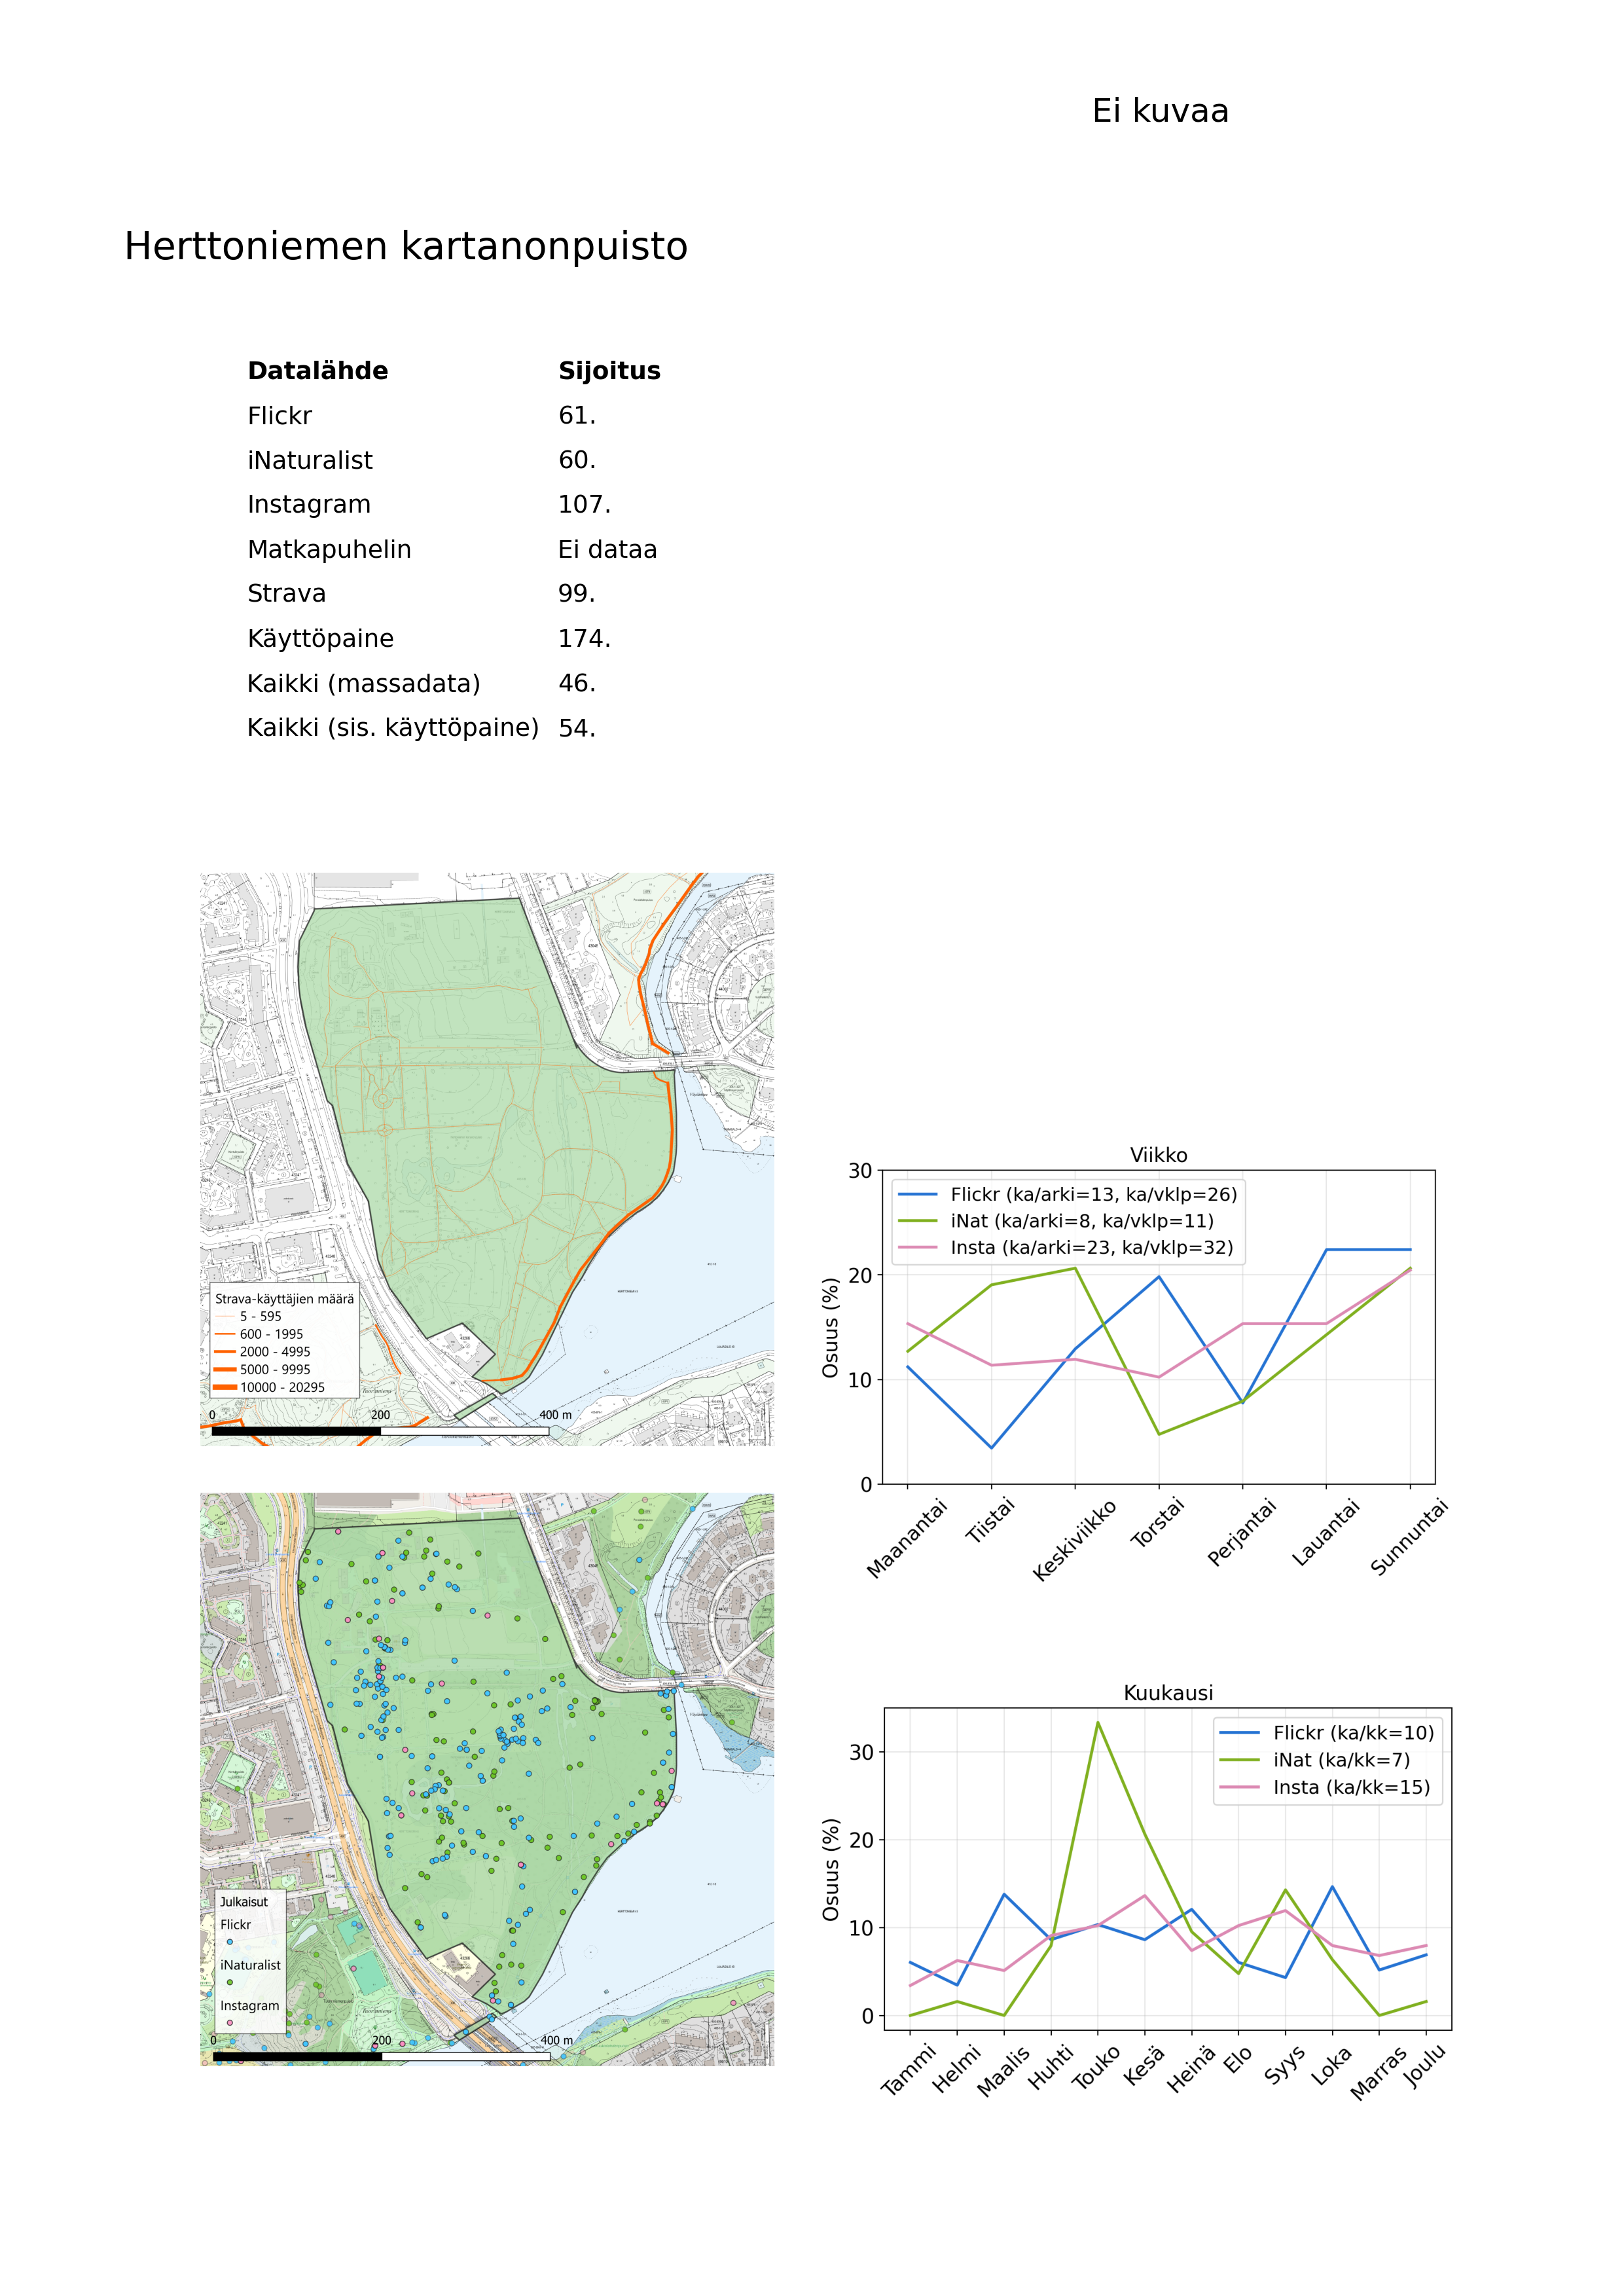 Ei kuvaa
Herttoniemen kartanonpuisto
Datalähde Sijoitus
Flickr 61.
iNaturalist 60.
Instagram 107.
Matkapuhelin Ei dataa
Strava 99.
Käyttöpaine 174.
Kaikki (massadata) 46.
Kaikki (sis. käyttöpaine) 54.
Strava-käyttäjien määrä
5 - 595
600 - 1995
2000 - 4995
5000 - 9995
10000 - 20295
0 200 400 m
Viikko
Osuus (%)
30
20
10
0
Flickr (ka/arki=13, ka/vklp=26)
iNat (ka/arki=8, ka/vklp=11)
Insta (ka/arki=23, ka/vklp=32)
Maanantai Tiistai Keskiviikko Torstai Perjantai Lauantai Sunnuntai
Julkaisut
Flickr
iNaturalist
Instagram
0 200 400 m
Kuukausi
Osuus (%)
30
20
10
0
Flickr (ka/kk=10)
iNat (ka/kk=7)
Insta (ka/kk=15)
Tammi Helmi Maalis Huhti Touko Kesä Heinä Elo Syys Loka Marras Joulu